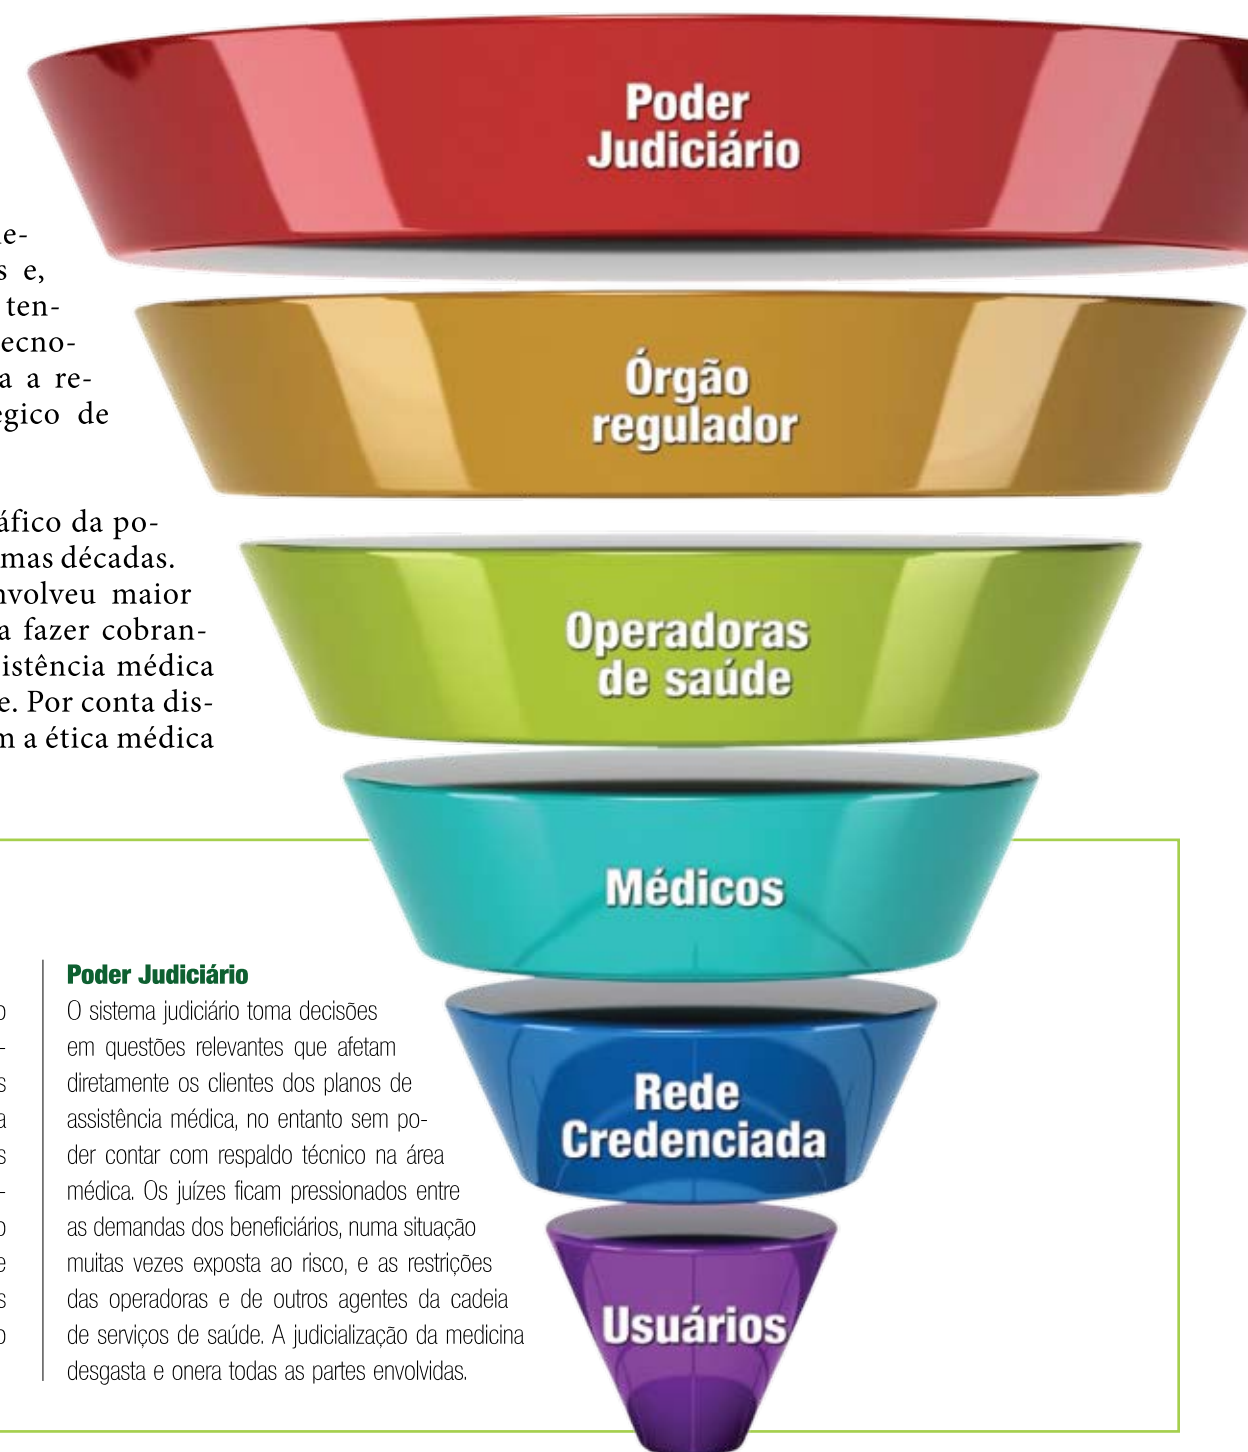 Poder
Judiciário
Órgão
regulador
Operadoras
de saúde
Médicos
Rede
Credenciada
Usuários
e,
a re-
de
áfico da po-
mas décadas.
maior
a fazer cobran-
istência médica
e. Por conta dis-
m a ética médica
Poder Judiciário
O sistema judiciário toma decisões
em questões relevantes que afetam
diretamente os clientes dos planos de
assistência médica, no entanto sem po-
der contar com respaldo técnico na área
médica. Os juízes ficam pressionados entre
as demandas dos beneficiários, numa situação
muitas vezes exposta ao risco, e as restrições
das operadoras e de outros agentes da cadeia
de serviços de saúde. A judicialização da medicina
desgasta e onera todas as partes envolvidas.